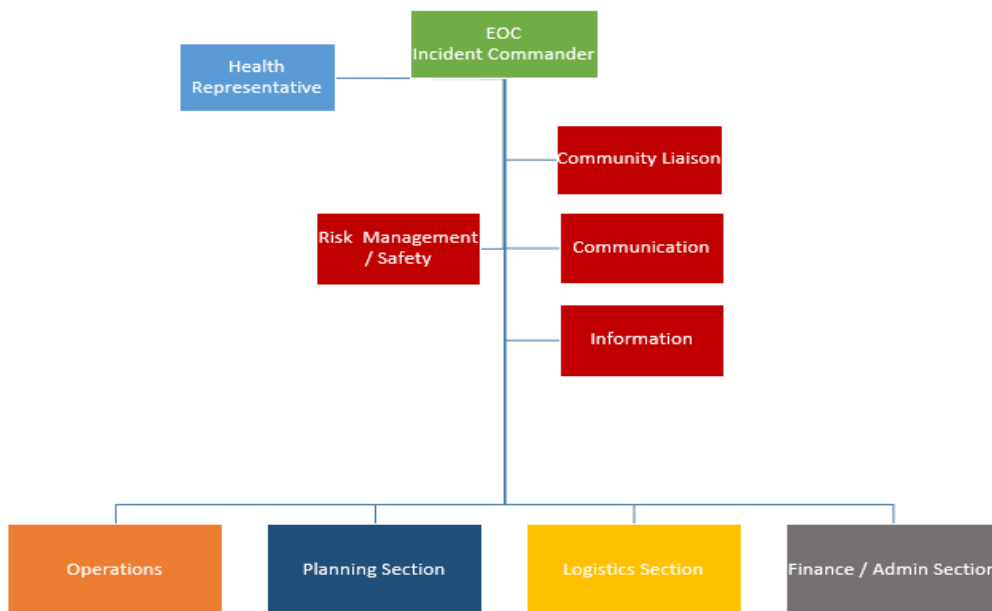 EOC
Incident Commander
Health
Representative
Community Liaison
Risk  Management
/ Safety
Communication
Information
Operations
Planning Section
Logistics Section
Finance / Admin Section